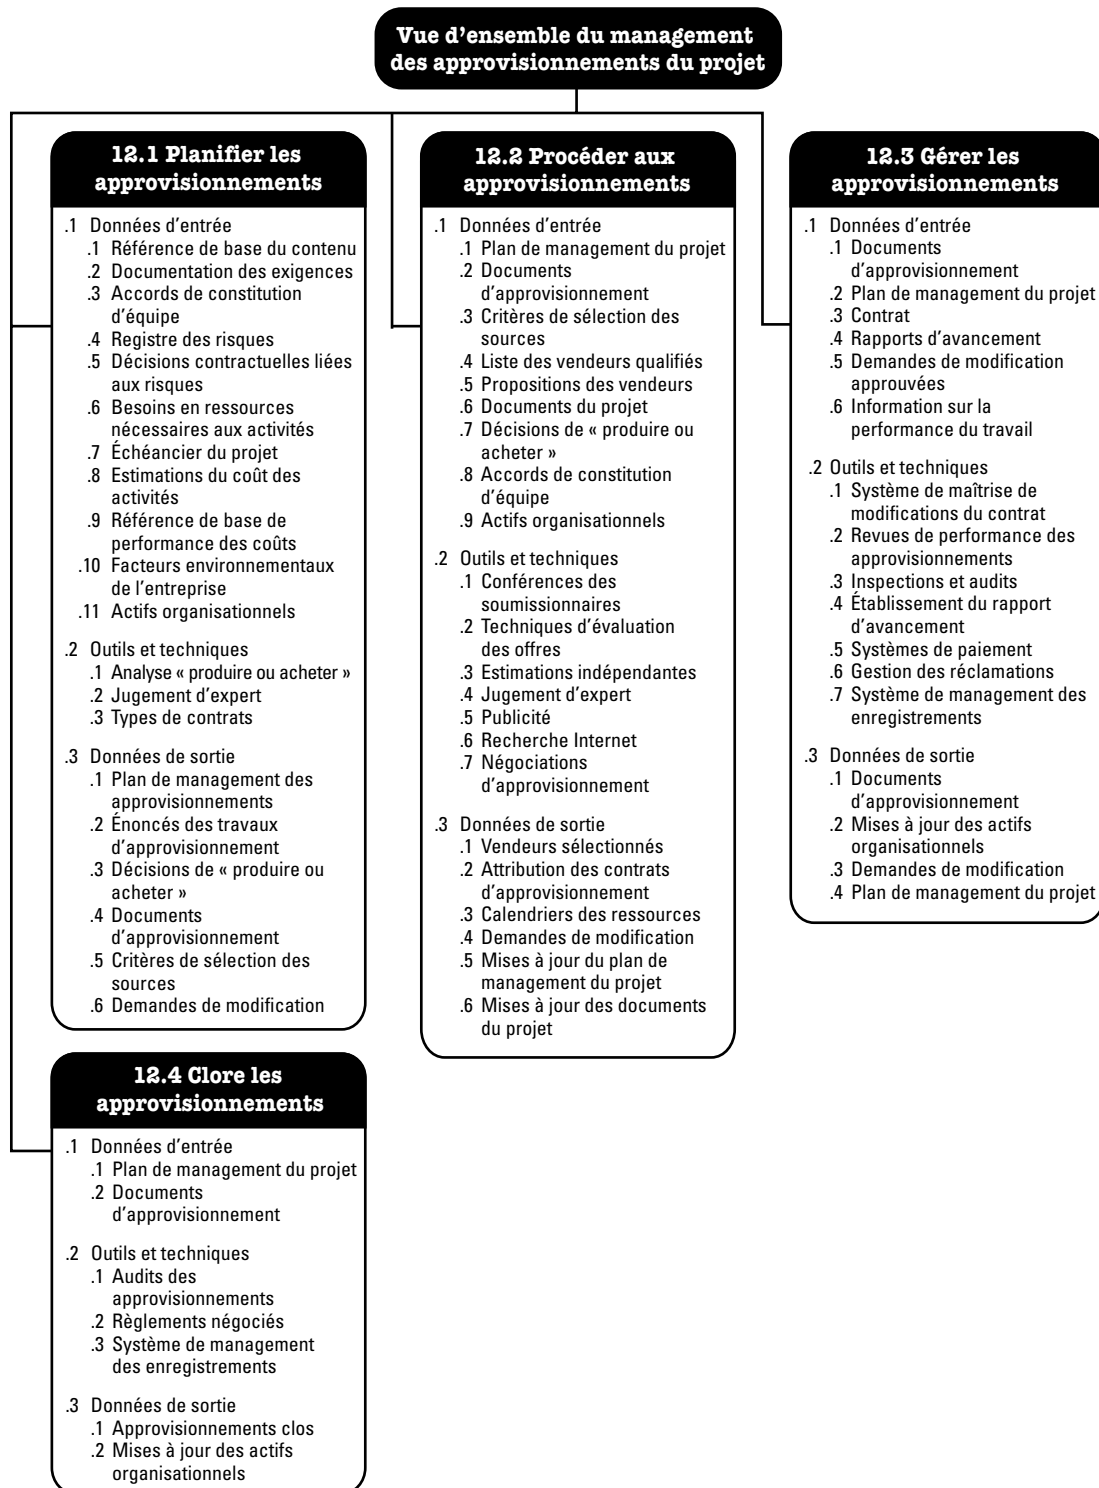 Vue d'ensemble du management
des approvisionnements du projet
12.1 Planifier les
approvisionnements
.1 Données d'entrée
.1 Référence de base du contenu
.2 Documentation des exigences
.3 Accords de constitution
d'équipe
.4 Registre des risques
.5 Décisions contractuelles liées
aux risques
.6 Besoins en ressources
nécessaires aux activités
.7 Échéancier du projet
.8 Estimations du coût des
activités
.9 Référence de base de
performance des coûts
.10 Facteurs environnementaux
de l'entreprise
.11 Actifs organisationnels
.2 Outils et techniques
.1 Analyse « produire ou acheter »
.2 Jugement d'expert
.3 Types de contrats
.3 Données de sortie
.1 Plan de management des
approvisionnements
.2 Énoncés des travaux
d'approvisionnement
.3 Décisions de « produire ou
acheter »
.4 Documents
d'approvisionnement
.5 Critères de sélection des
sources
.6 Demandes de modification
12.2 Procéder aux
approvisionnements
.1 Données d'entrée
.1 Plan de management du projet
.2 Documents
d'approvisionnement
.3 Critères de sélection des
sources
.4 Liste des vendeurs qualifiés
.5 Propositions des vendeurs
.6 Documents du projet
.7 Décisions de « produire ou
acheter »
.8 Accords de constitution
d'équipe
.9 Actifs organisationnels
.2 Outils et techniques
.1 Conférences des
soumissionnaires
.2 Techniques d'évaluation
des offres
.3 Estimations indépendantes
.4 Jugement d'expert
.5 Publicité
.6 Recherche Internet
.7 Négociations
d'approvisionnement
.3 Données de sortie
.1 Vendeurs sélectionnés
.2 Attribution des contrats
d'approvisionnement
.3 Calendriers des ressources
.4 Demandes de modification
.5 Mises à jour du plan de
management du projet
.6 Mises à jour des documents
du projet
12.3 Gérer les
approvisionnements
.1 Données d'entrée
.1 Documents
d'approvisionnement
.2 Plan de management du projet
.3 Contrat
.4 Rapports d'avancement
.5 Demandes de modification
approuvées
.6 Information sur la
performance du travail
.2 Outils et techniques
.1 Système de maîtrise de
modifications du contrat
.2 Revues de performance des
approvisionnements
.3 Inspections et audits
.4 Établissement du rapport
d'avancement
.5 Systèmes de paiement
.6 Gestion des réclamations
.7 Système de management des
enregistrements
.3 Données de sortie
.1 Documents
d'approvisionnement
.2 Mises à jour des actifs
organisationnels
.3 Demandes de modification
.4 Plan de management du projet
12.4 Clore les
approvisionnements
.1 Données d'entrée
.1 Plan de management du projet
.2 Documents
d'approvisionnement
.2 Outils et techniques
.1 Audits des
approvisionnements
.2 Règlements négociés
.3 Système de management
des enregistrements
.3 Données de sortie
.1 Approvisionnements clos
.2 Mises à jour des actifs
organisationnels